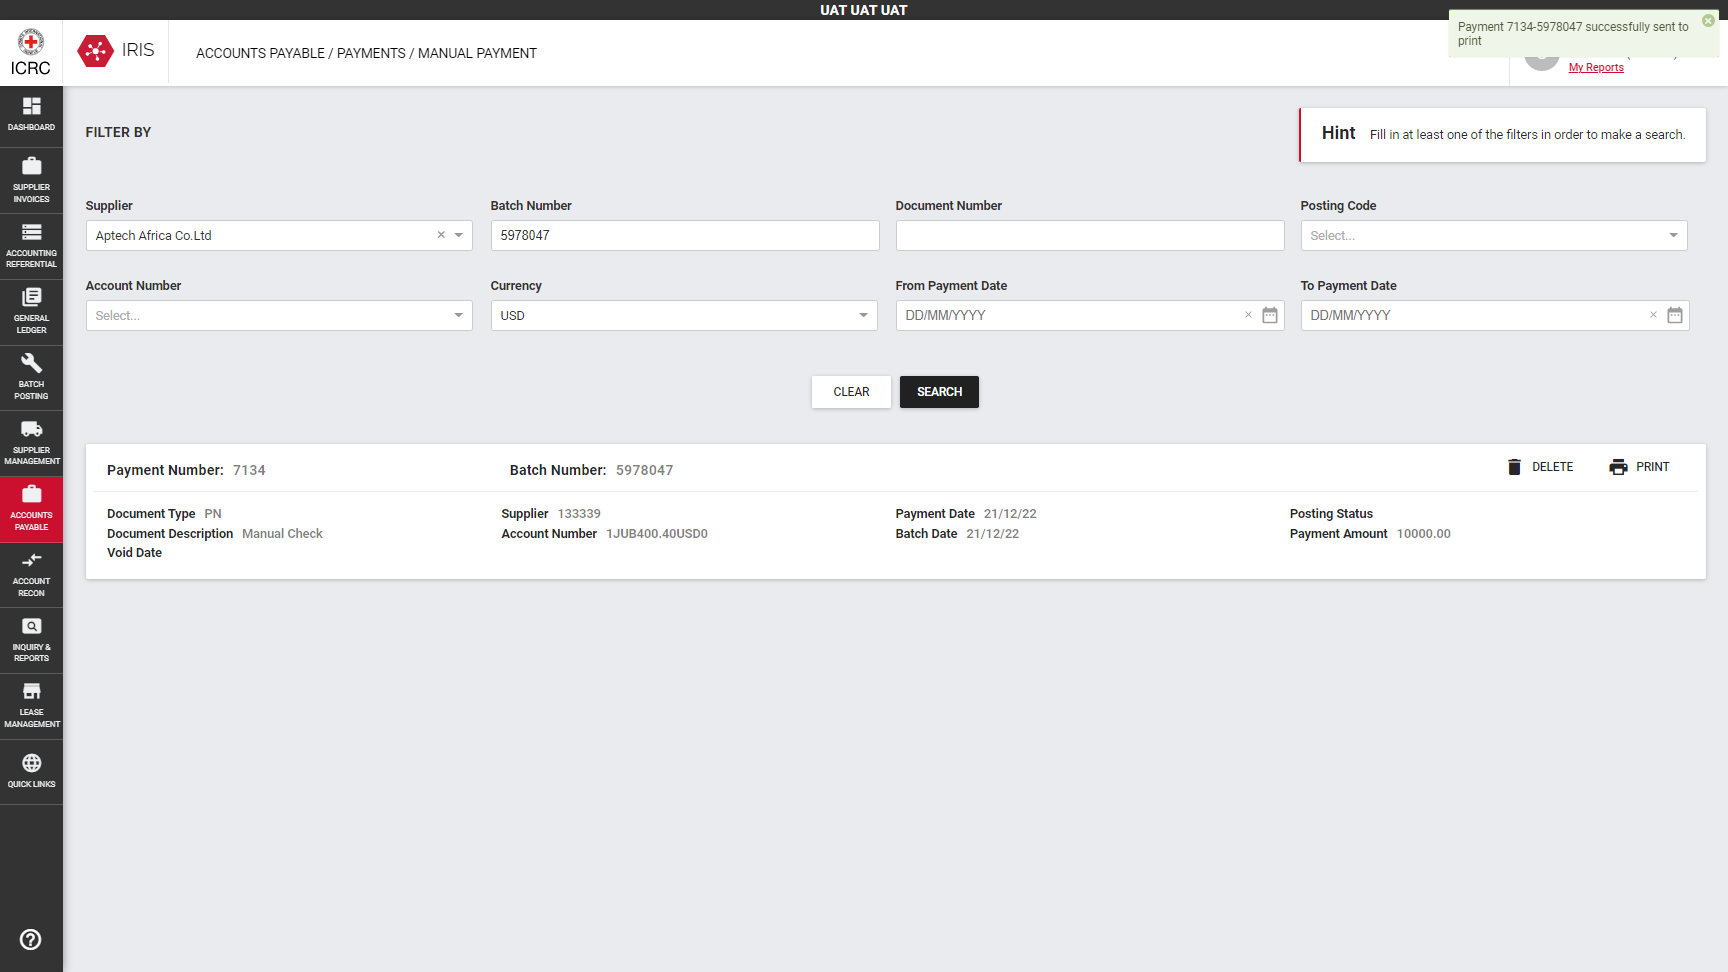 UAT UAT UAT
ICRC
IRIS
ACCOUNTS PAYABLE / PAYMENTS / MANUAL PAYMENT
Payment 7134-5978047 successfully sent to
print
My Reports
DASHBOARD
SUPPLIER
INVOICES
ACCOUNTING
REFERENTIAL
GENERAL
LEDGER
BATCH
POSTING
SUPPLIER
MANAGEMENT
ACCOUNTS
PAYABLE
ACCOUNT
RECON
INQUIRY &
REPORTS
LEASE
MANAGEMENT
QUICK LINKS
FILTER BY
Hint Fill in at least one of the filters in order to make a search.
Supplier Batch Number Document Number Posting Code
Aptech Africa Co.Ltd 5978047 Select...
Account Number Currency From Payment Date To Payment Date
Select... USD DD/MM/YYYY DD/MM/YYYY
CLEAR SEARCH
Payment Number: 7134 Batch Number: 5978047 DELETE PRINT
Document Type PN Supplier 133339 Payment Date 21/12/22 Posting Status
Document Description Manual Check Account Number 1JUB400.40USD0 Batch Date 21/12/22 Payment Amount 10000.00
Void Date